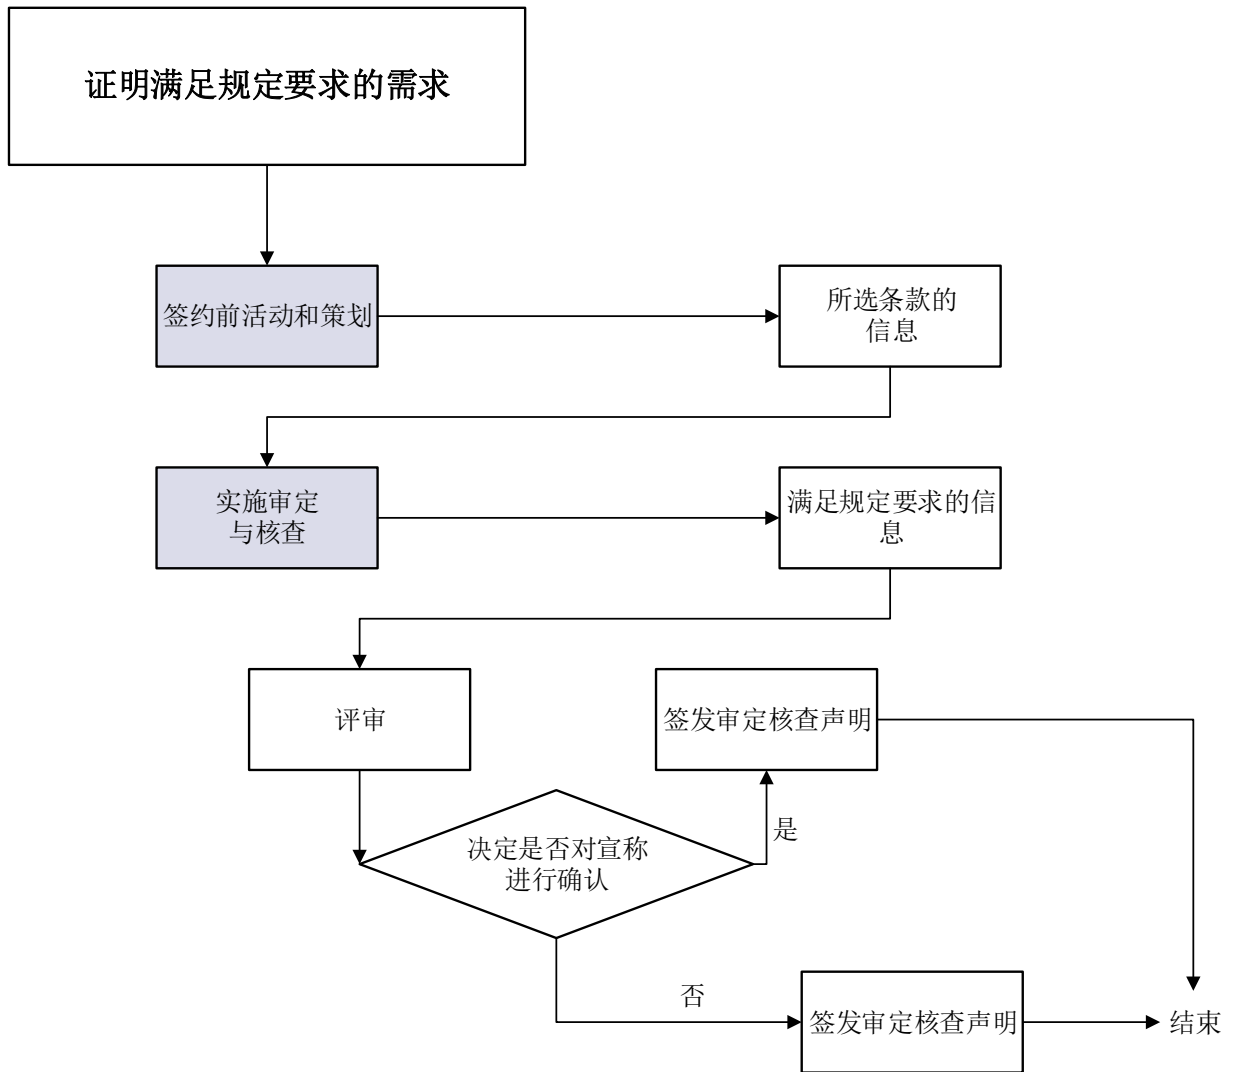 证明满足规定要求的需求
签约前活动和策划
所选条款的
信息
实施审定
与核查
满足规定要求的信
息
评审
签发审定核查声明
决定是否对宣称
进行确认
是
否
签发审定核查声明
结束